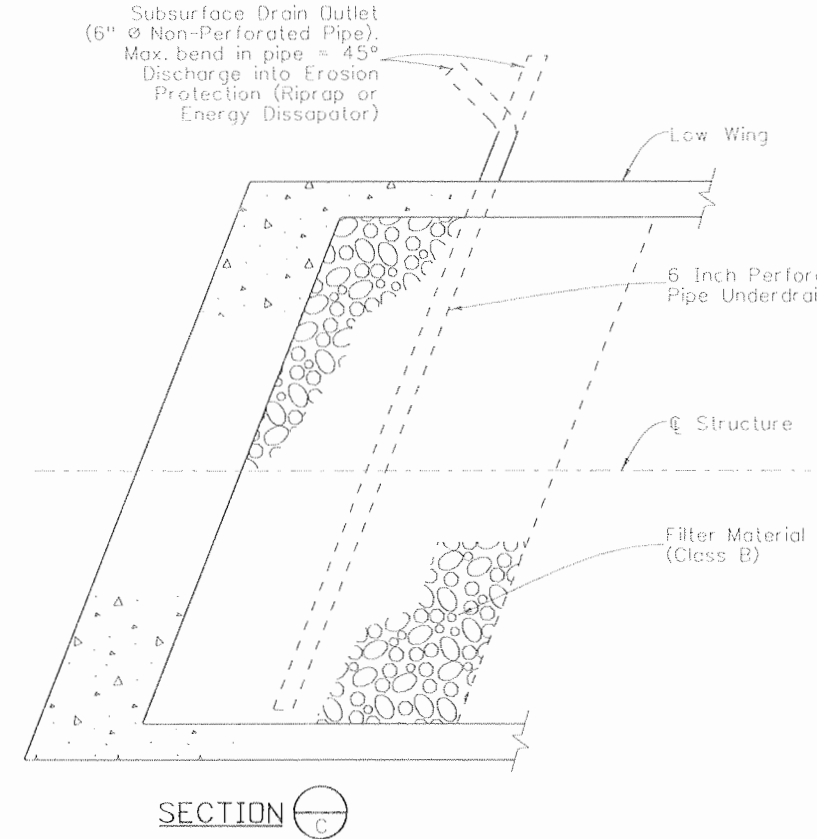 Subsurface Drain Outlet
(6" Ø Non-Perforated Pipe).
Max. bend in pipe = 45°
Discharge into Erosion
Protection (Riprap or
Energy Dissapator)
Low Wing
6 Inch Perfor
Pipe Underdrai
℄ Structure
Filter Material
(Class B)
SECTION C